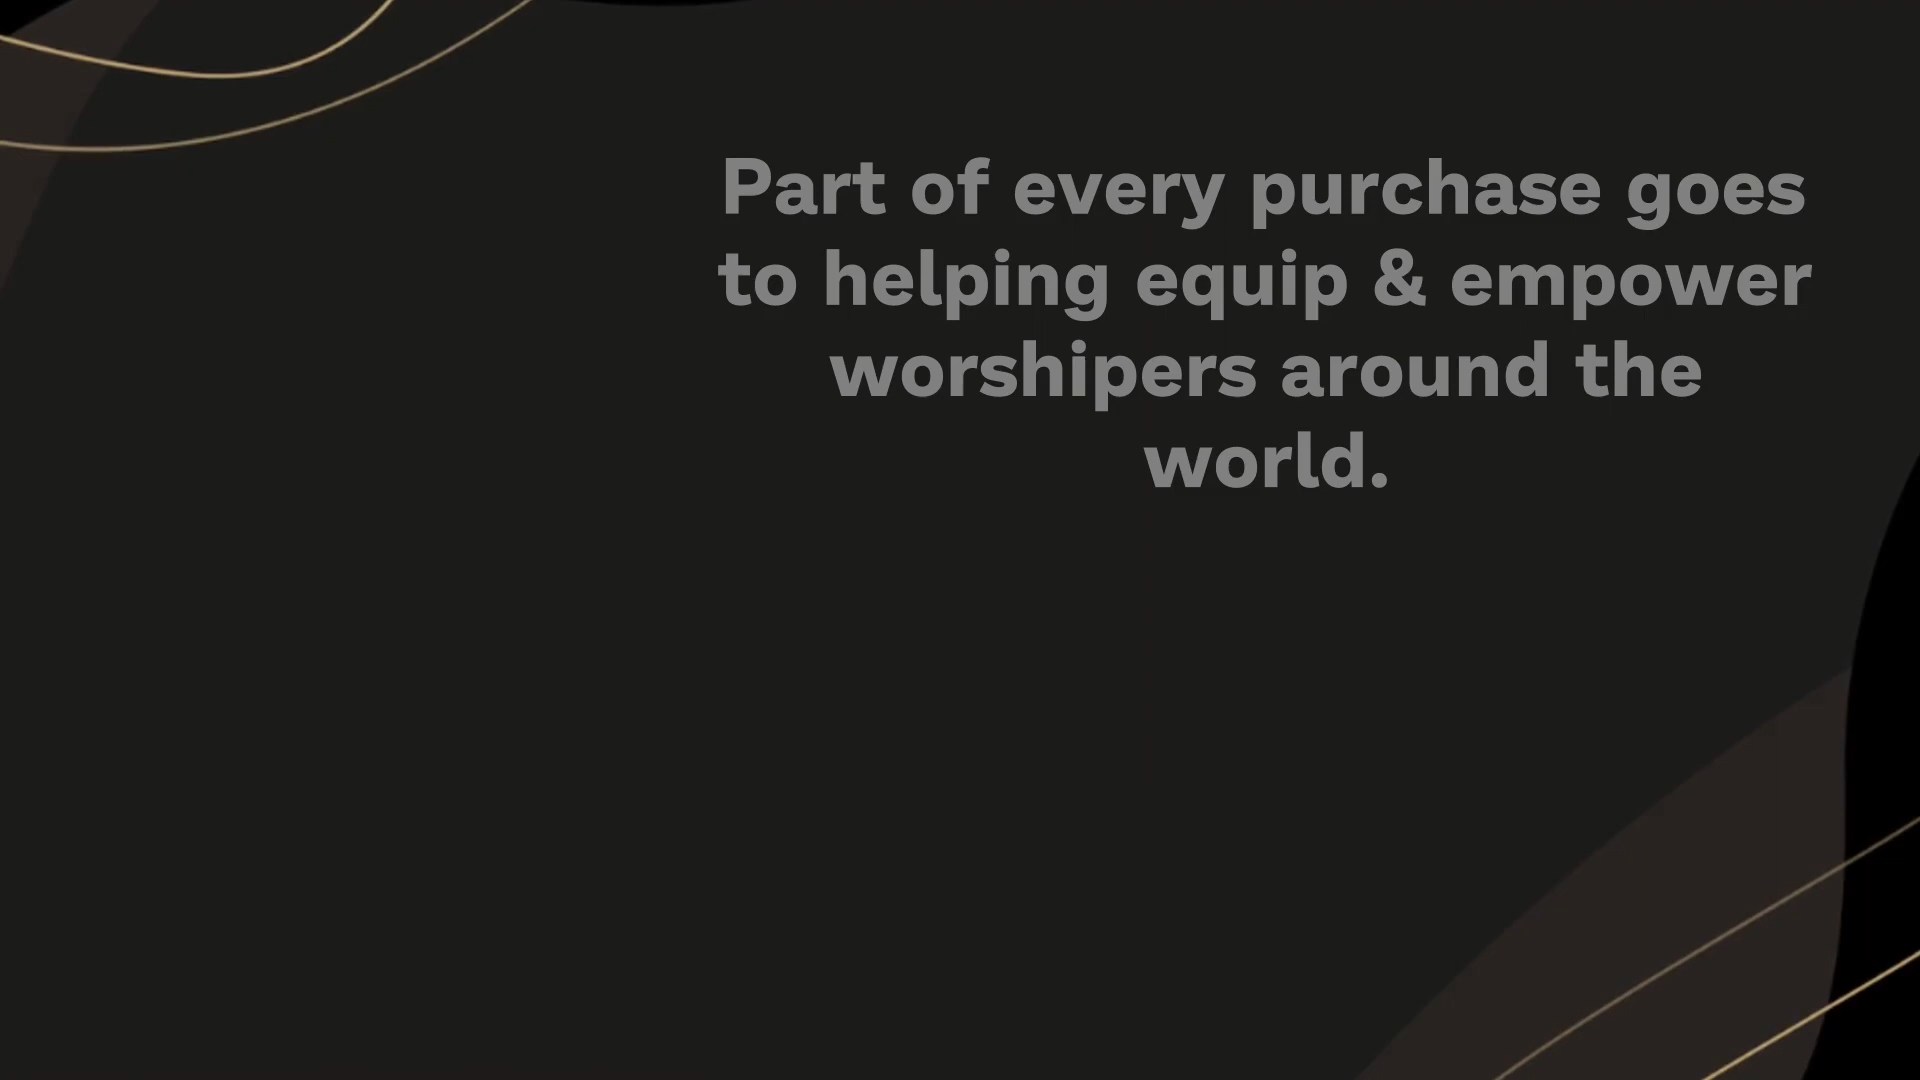 Part of every purchase goes
to helping equip & empower
worshipers around the
world.